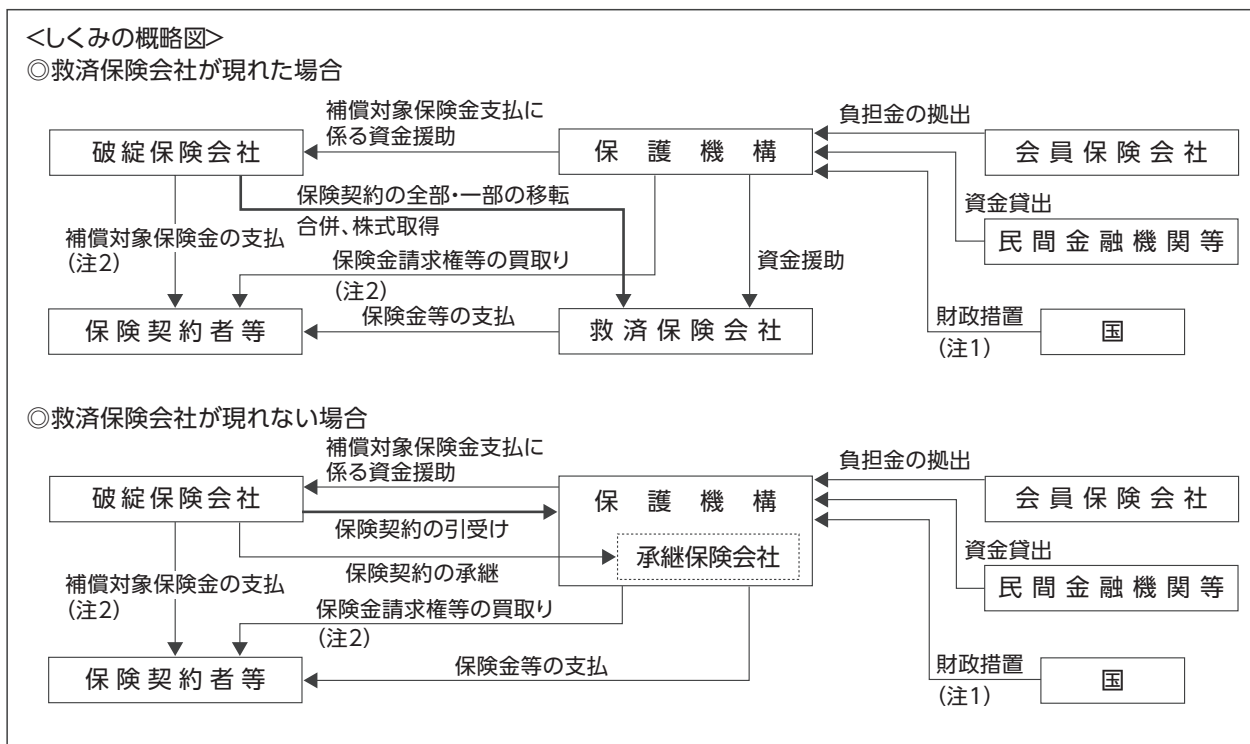 <しくみの概略図>
◎救済保険会社が現れた場合
補償対象保険金支払に
係る資金援助
負担金の拠出
破綻保険会社
保護機構
会員保険会社
保険契約の全部・一部の移転
合併、株式取得
資金貸出
補償対象保険金の支払
(注2)
民間金融機関等
保険金請求権等の買取り
(注2)
資金援助
保険契約者等
保険金等の支払
救済保険会社
財政措置
(注1)
国
◎救済保険会社が現れない場合
補償対象保険金支払に
係る資金援助
負担金の拠出
破綻保険会社
保護機構
会員保険会社
保険契約の引受け
承継保険会社
資金貸出
保険契約の承継
補償対象保険金の支払
(注2)
民間金融機関等
保険金請求権等の買取り
(注2)
保険契約者等
保険金等の支払
財政措置
(注1)
国